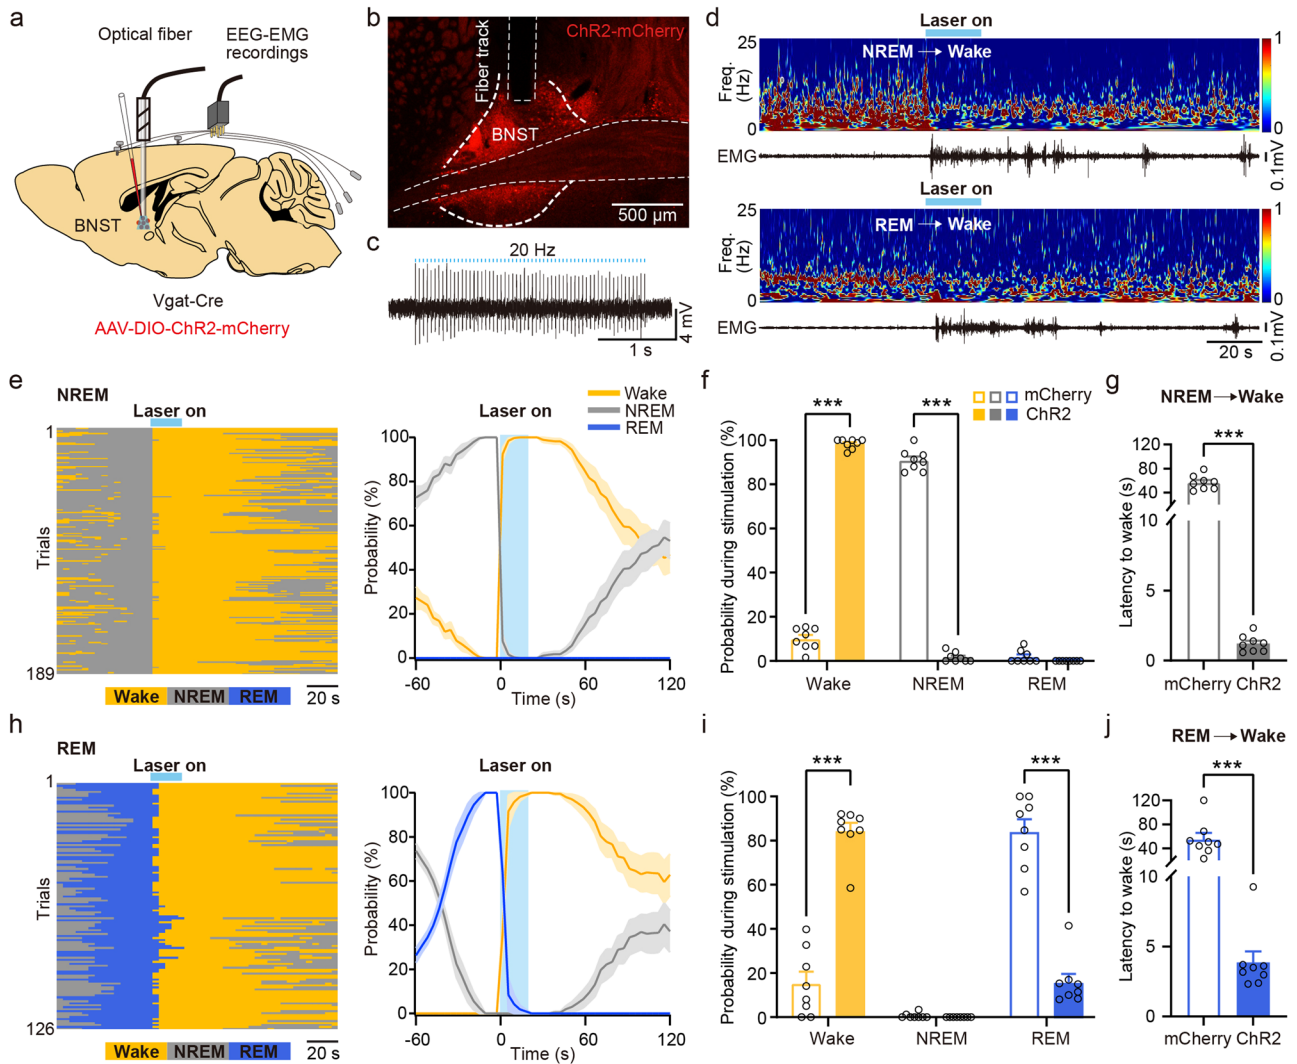 a
Optical fiber
EEG-EMG
recordings
BNST
Vgat-Cre
AAV-DIO-ChR2-mCherry
b
Fiber track
ChR2-mCherry
BNST
500 µm
c
20 Hz
4 mV
1 s
d
Laser on
25
Freq.
(Hz)
0
NREM → Wake
1
0
EMG
0.1mV
Laser on
25
Freq.
(Hz)
0
REM → Wake
1
0
EMG
0.1mV
20 s
e
NREM
Laser on
1
Trials
189
Wake NREM REM 20 s
Wake
NREM
REM
Laser on
Probability (%)
100
80
60
40
20
0
-60 0 60 120
Time (s)
f
mCherry
ChR2
*** ***
Probability during stimulation (%)
100
80
60
40
20
0
Wake NREM REM
g
NREM → Wake
***
Latency to wake (s)
120
80
40
10
5
0
mCherry ChR2
h
REM
Laser on
1
Trials
126
Wake NREM REM 20 s
Laser on
Probability (%)
100
80
60
40
20
0
-60 0 60 120
Time (s)
i
*** ***
Probability during stimulation (%)
100
80
60
40
20
0
Wake NREM REM
j
REM → Wake
***
Latency to wake (s)
120
80
40
10
5
0
mCherry ChR2